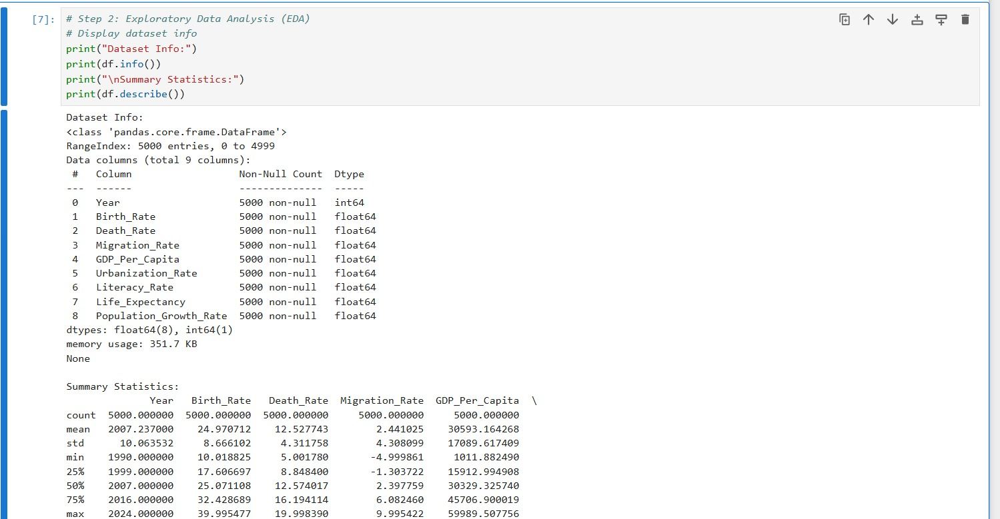 [7]: # Step 2: Exploratory Data Analysis (EDA)
# Display dataset info
print("Dataset Info:")
print(df.info())
print("\nSummary Statistics:")
print(df.describe())
Dataset Info:
<class 'pandas.core.frame.DataFrame'>
RangeIndex: 5000 entries, 0 to 4999
Data columns (total 9 columns):
 #   Column                  Non-Null Count  Dtype
---  ------                  --------------  -----
 0   Year                    5000 non-null   int64
 1   Birth_Rate              5000 non-null   float64
 2   Death_Rate              5000 non-null   float64
 3   Migration_Rate          5000 non-null   float64
 4   GDP_Per_Capita          5000 non-null   float64
 5   Urbanization_Rate       5000 non-null   float64
 6   Literacy_Rate           5000 non-null   float64
 7   Life_Expectancy         5000 non-null   float64
 8   Population_Growth_Rate  5000 non-null   float64
dtypes: float64(8), int64(1)
memory usage: 351.7 KB
None
Summary Statistics:
              Year   Birth_Rate   Death_Rate  Migration_Rate  GDP_Per_Capita  \
count  5000.000000  5000.000000  5000.000000     5000.000000     5000.000000
mean   2007.237000    24.970712    12.527743        2.441025    30593.164268
std      10.063532     8.666102     4.311758        4.308099    17089.617409
min    1990.000000    10.018825     5.001780       -4.999861     1011.882490
25%    1999.000000    17.606697     8.848400       -1.303722    15912.994908
50%    2007.000000    25.071108    12.574017        2.397759    30329.325740
75%    2016.000000    32.428689    16.194114        6.082460    45706.900019
max    2024.000000    39.995477    19.998390        9.995422    59989.507756